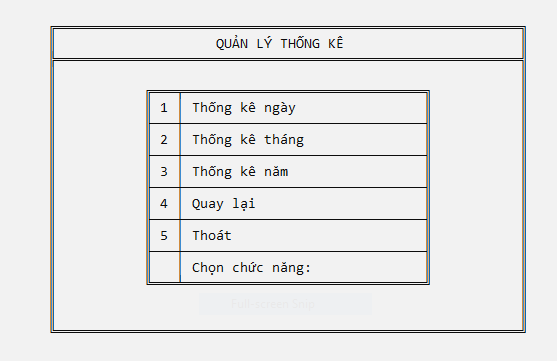 QUẢN LÝ THỐNG KÊ
1 Thống kê ngày
2 Thống kê tháng
3 Thống kê năm
4 Quay lại
5 Thoát
Chọn chức năng: